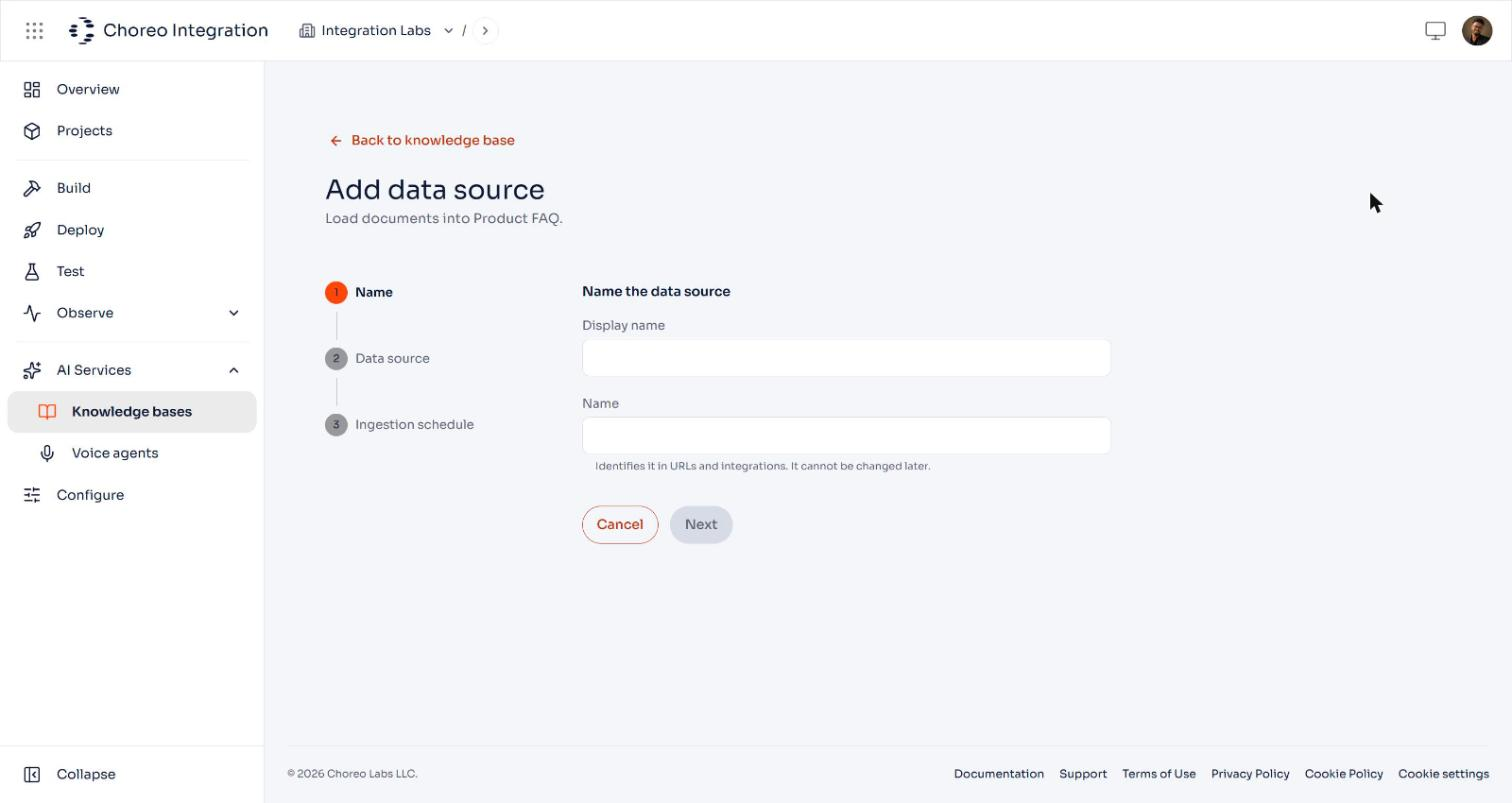 Choreo Integration
Integration Labs
/
Overview
Projects
Build
Deploy
Test
Observe
AI Services
Knowledge bases
Voice agents
Configure
Collapse
Back to knowledge base
Add data source
Load documents into Product FAQ.
1 Name
2 Data source
3 Ingestion schedule
Name the data source
Display name
Name
Identifies it in URLs and integrations. It cannot be changed later.
Cancel
Next
© 2026 Choreo Labs LLC.
Documentation
Support
Terms of Use
Privacy Policy
Cookie Policy
Cookie settings